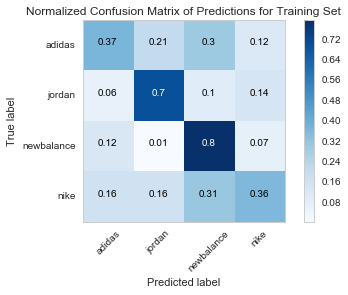 Normalized Confusion Matrix of Predictions for Training Set
adidas 0.37 0.21 0.3 0.12
jordan 0.06 0.7 0.1 0.14
newbalance 0.12 0.01 0.8 0.07
nike 0.16 0.16 0.31 0.36
True label
adidas jordan newbalance nike
Predicted label
0.72
0.64
0.56
0.48
0.40
0.32
0.24
0.16
0.08